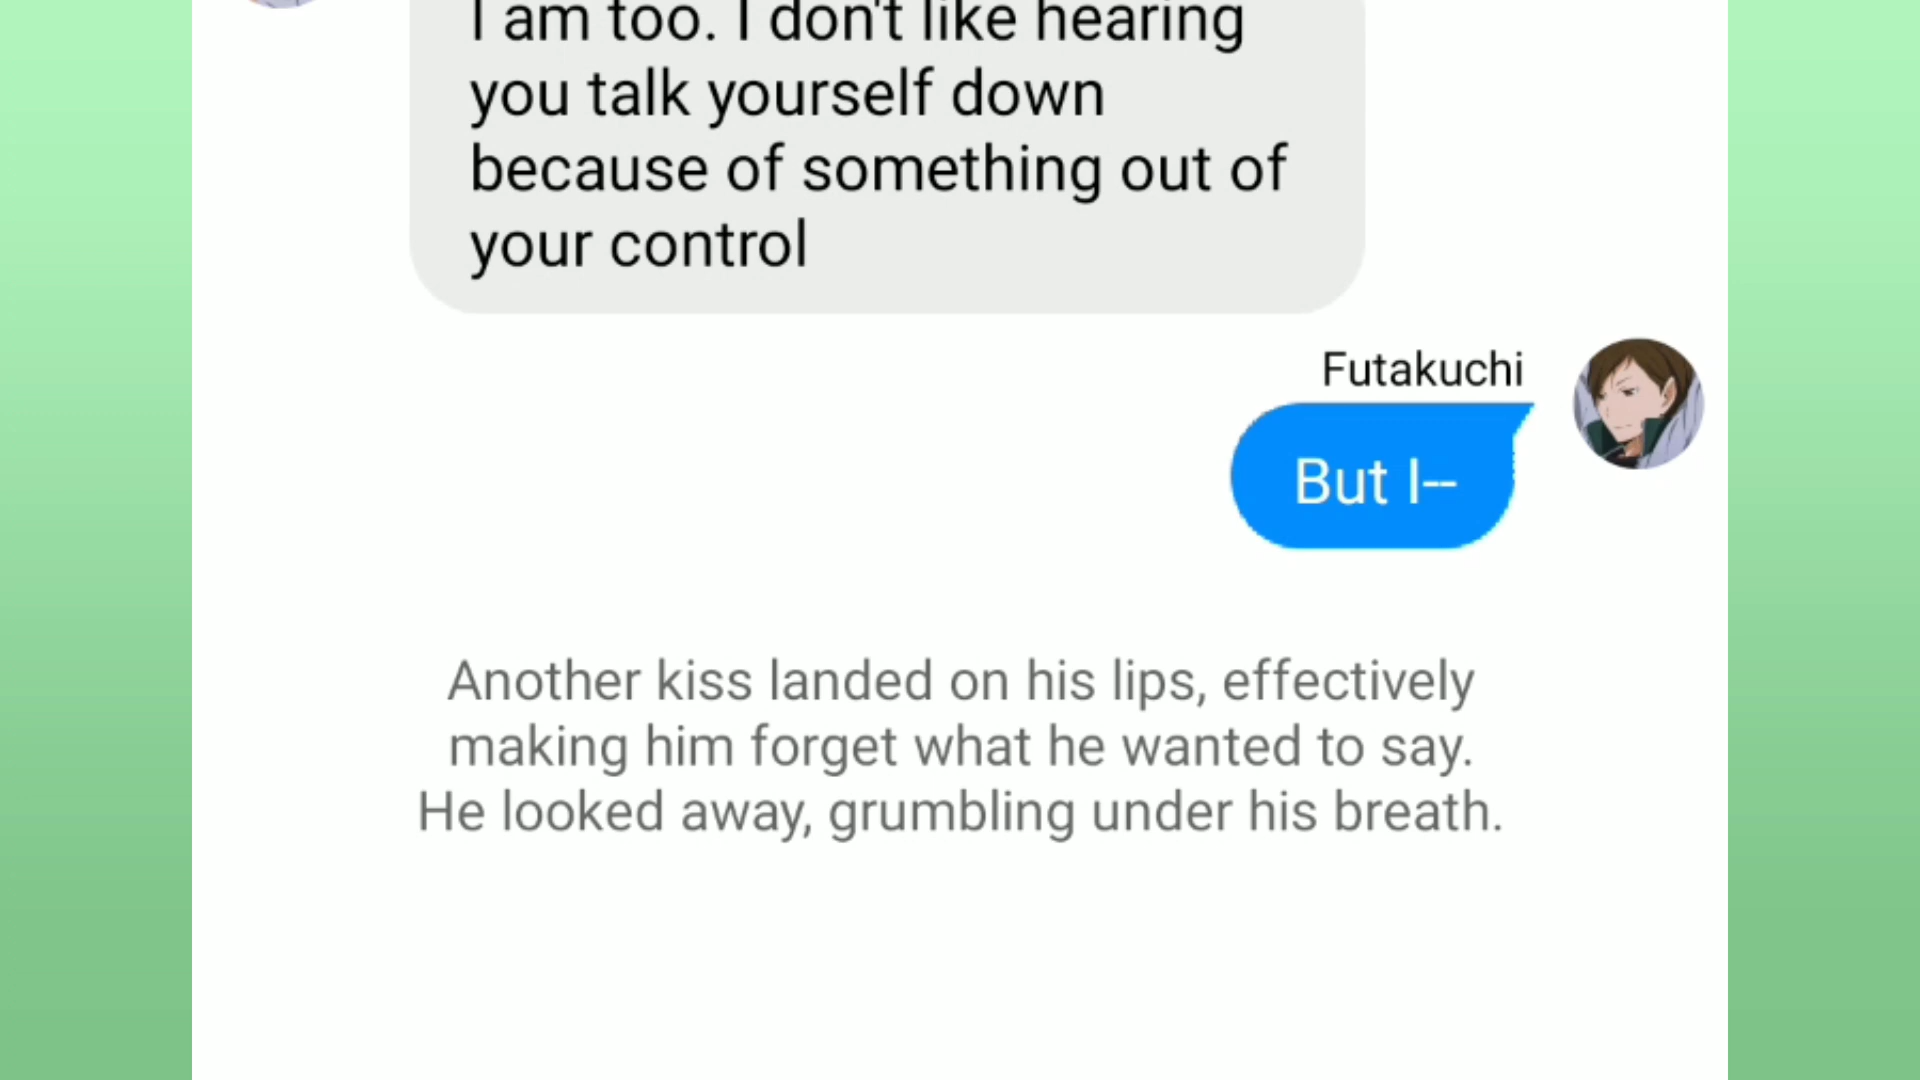 I am too. I don't like hearing
you talk yourself down
because of something out of
your control
Futakuchi
But I--
Another kiss landed on his lips, effectively
making him forget what he wanted to say.
He looked away, grumbling under his breath.